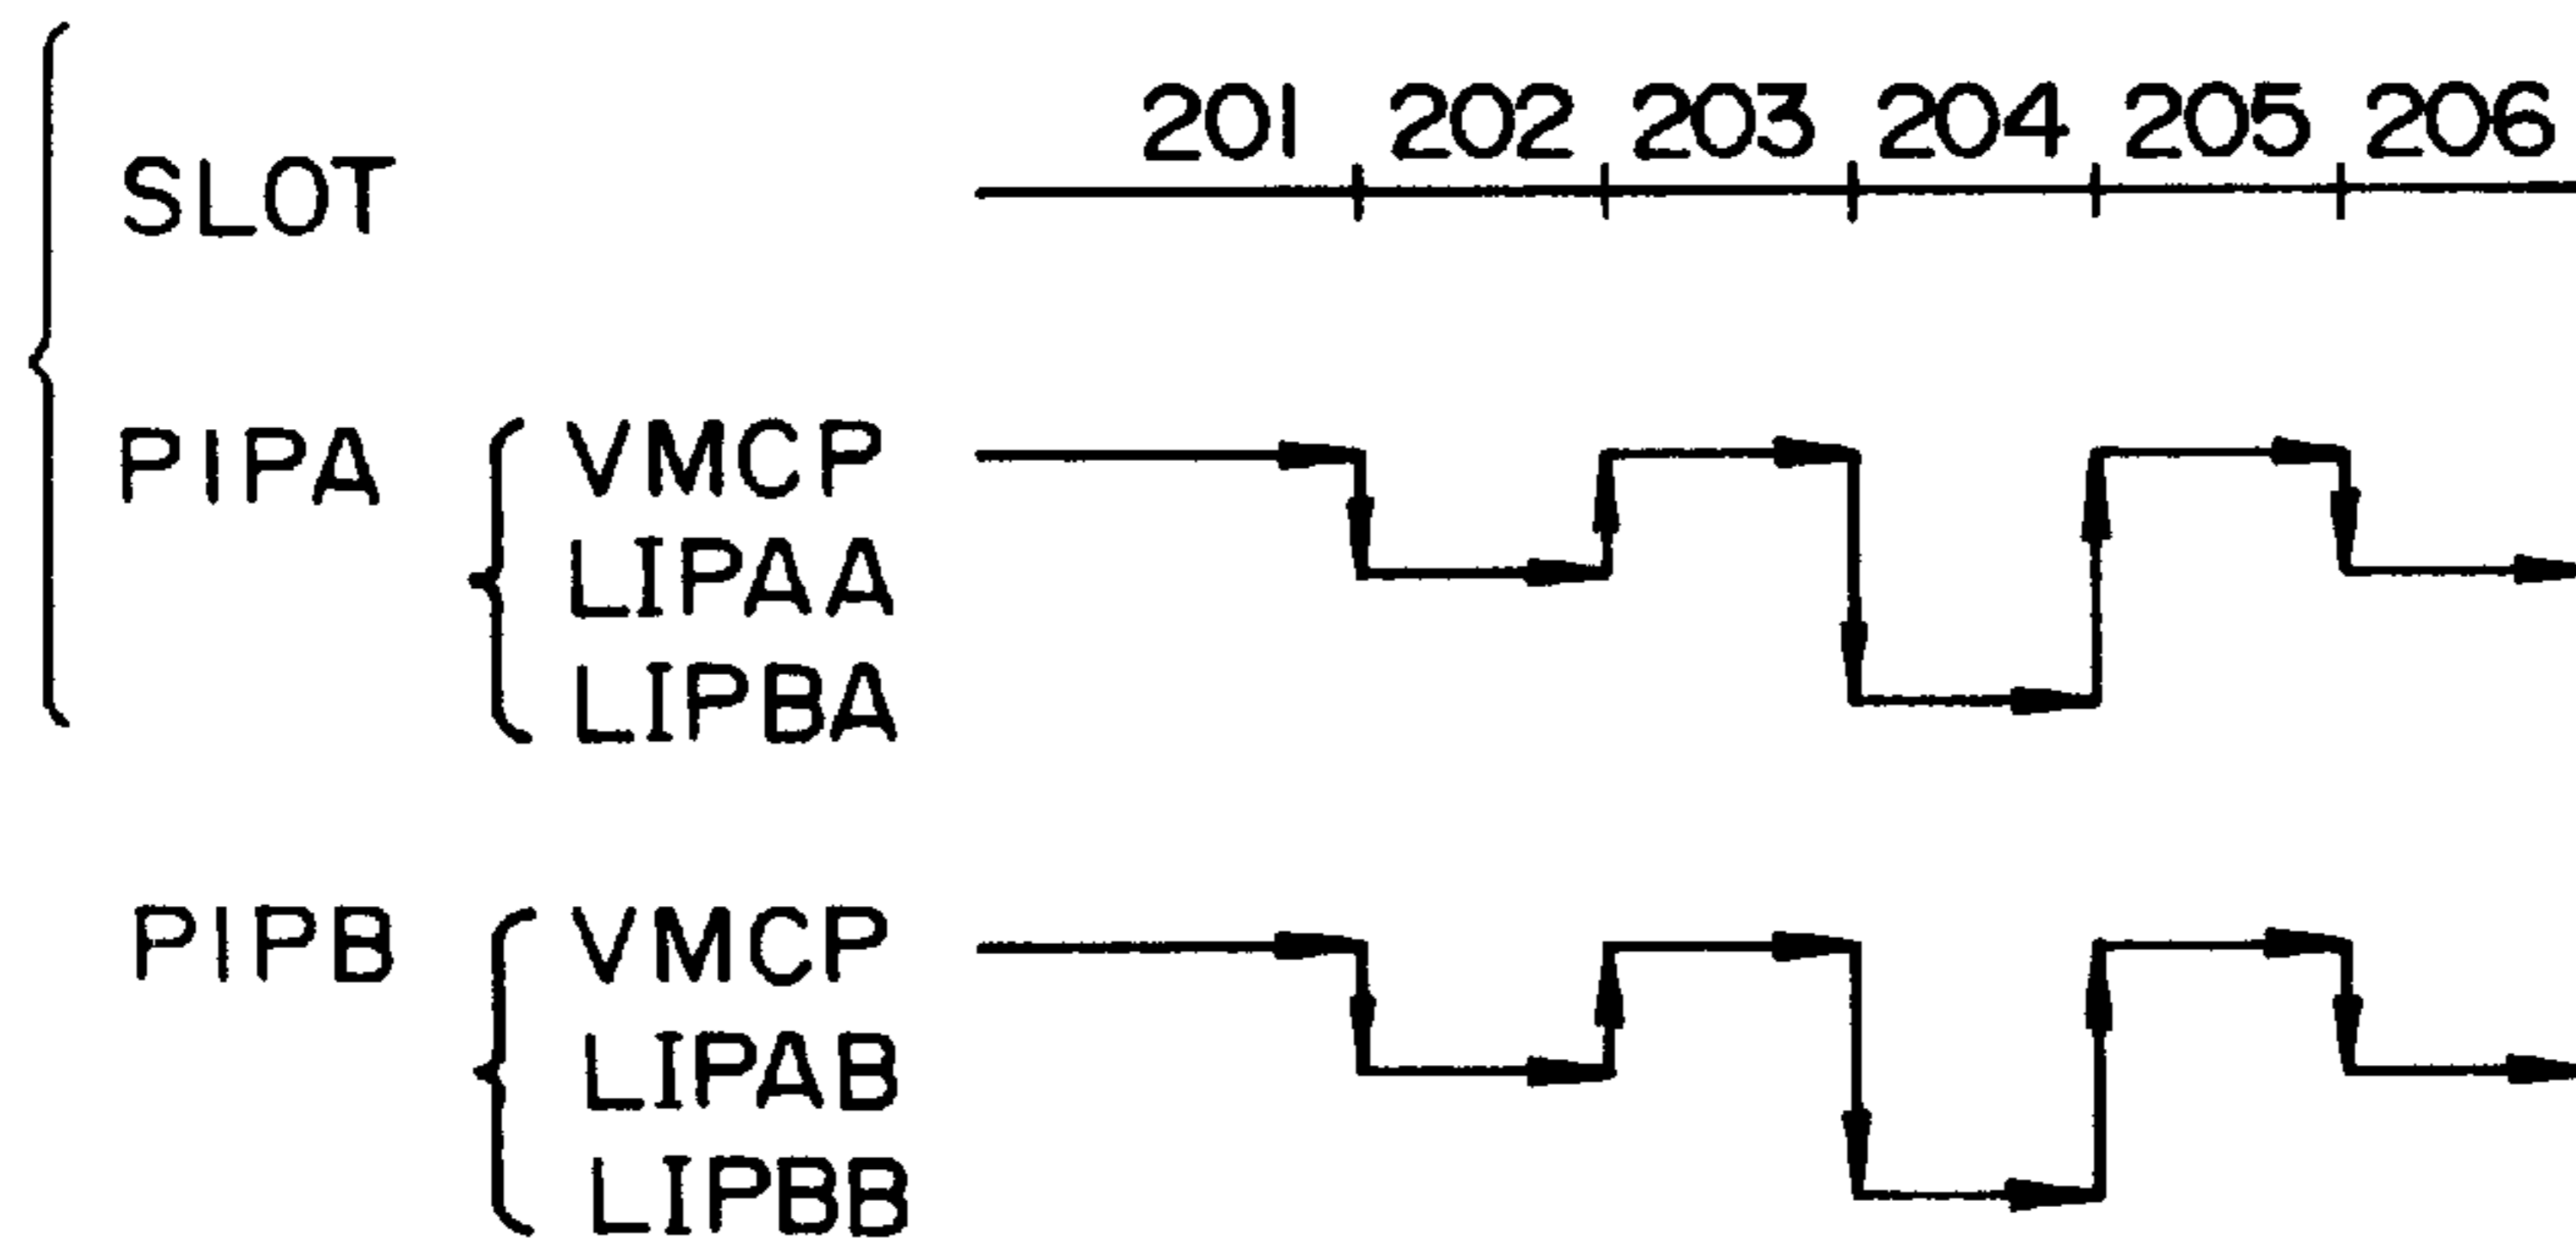 201 202 203 204 205 206
SLOT
PIPA VMCP
LIPAA
LIPBA
PIPB VMCP
LIPAB
LIPBB